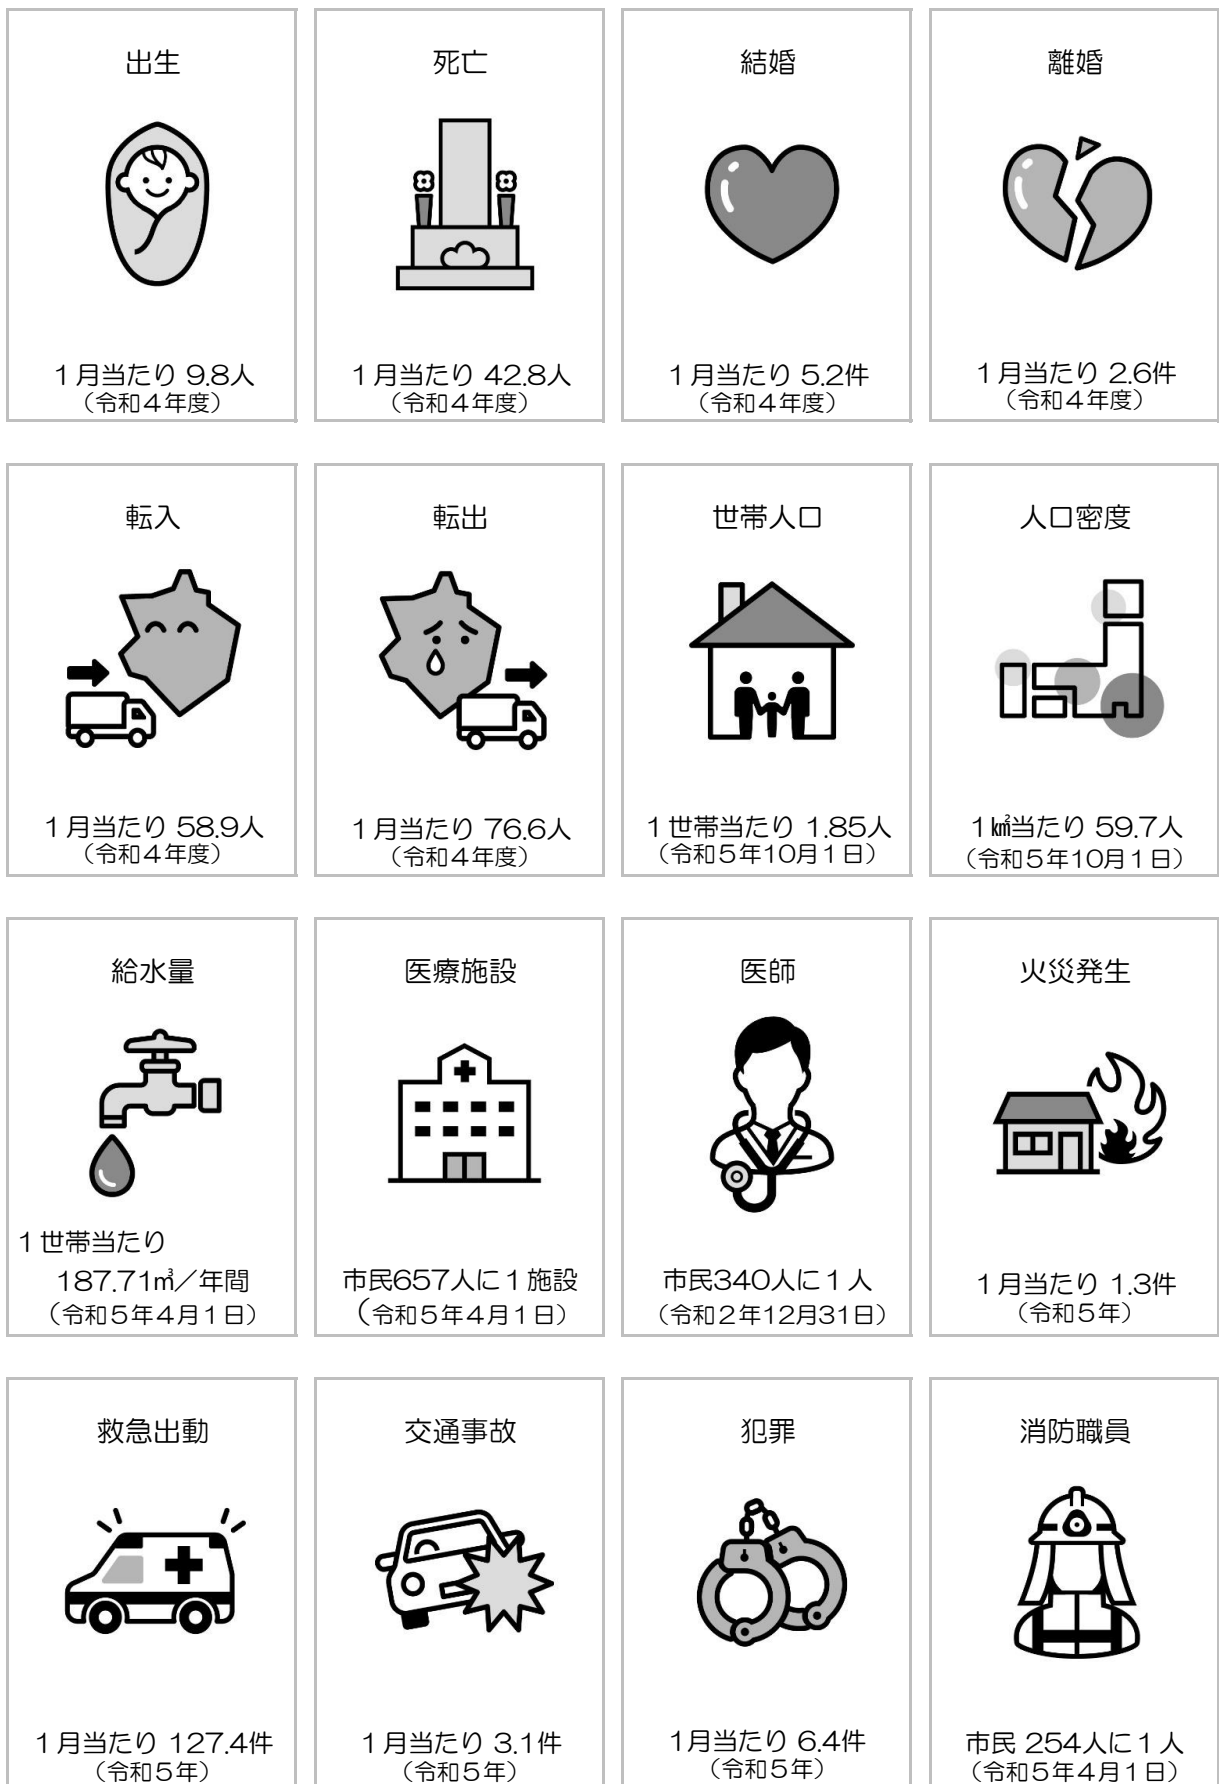 出生
1月当たり 9.8人
（令和4年度）
死亡
1月当たり 42.8人
（令和4年度）
結婚
1月当たり 5.2件
（令和4年度）
離婚
1月当たり 2.6件
（令和4年度）
転入
1月当たり 58.9人
（令和4年度）
転出
1月当たり 76.6人
（令和4年度）
世帯人口
1世帯当たり 1.85人
（令和5年10月1日）
人口密度
1㎢当たり 59.7人
（令和5年10月1日）
給水量
1世帯当たり
187.71㎥／年間
（令和5年4月1日）
医療施設
市民657人に1施設
（令和5年4月1日）
医師
市民340人に1人
（令和2年12月31日）
火災発生
1月当たり 1.3件
（令和5年）
救急出動
1月当たり 127.4件
（令和5年）
交通事故
1月当たり 3.1件
（令和5年）
犯罪
1月当たり 6.4件
（令和5年）
消防職員
市民 254人に1人
（令和5年4月1日）